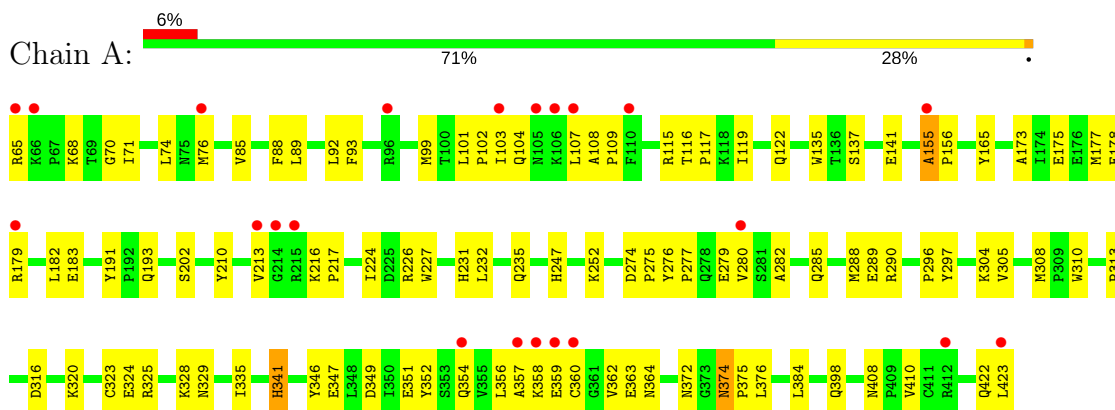 6%
Chain A:
71% 28% .
R65 K66 P67 K68 T69 G70 I71 L74 N75 M76 V85 F88 L89 L92 F93 R96 M99 T100 L101 P102 I103 Q104 N105 K106 L107 A108 P109 F110 R115 T116 P117 K118 I119 Q122 W135 T136 S137 E141 A155 P156 Y165 A173 I174 E175 E176 M177
R179 L182 E183 Y191 P192 Q193 S202 Y210 V213 G214 R215 K216 P217 I224 D225 R226 W227 H231 L232 Q235 H247 K252 D274 P275 Y276 P277 Q278 E279 V280 S281 A282 Q285 M288 E289 R290 P296 Y297 K304 V305 M308 P309 W310
D316 K320 C323 E324 R325 K328 N329 I335 H341 Y346 E347 L348 D349 I350 E351 Y352 S353 Q354 V355 L356 A357 K358 E359 C360 G361 V362 E363 N364 N372 G373 N374 P375 L376 L384 Q398 N408 P409 V410 C411 R412 Q422 L423